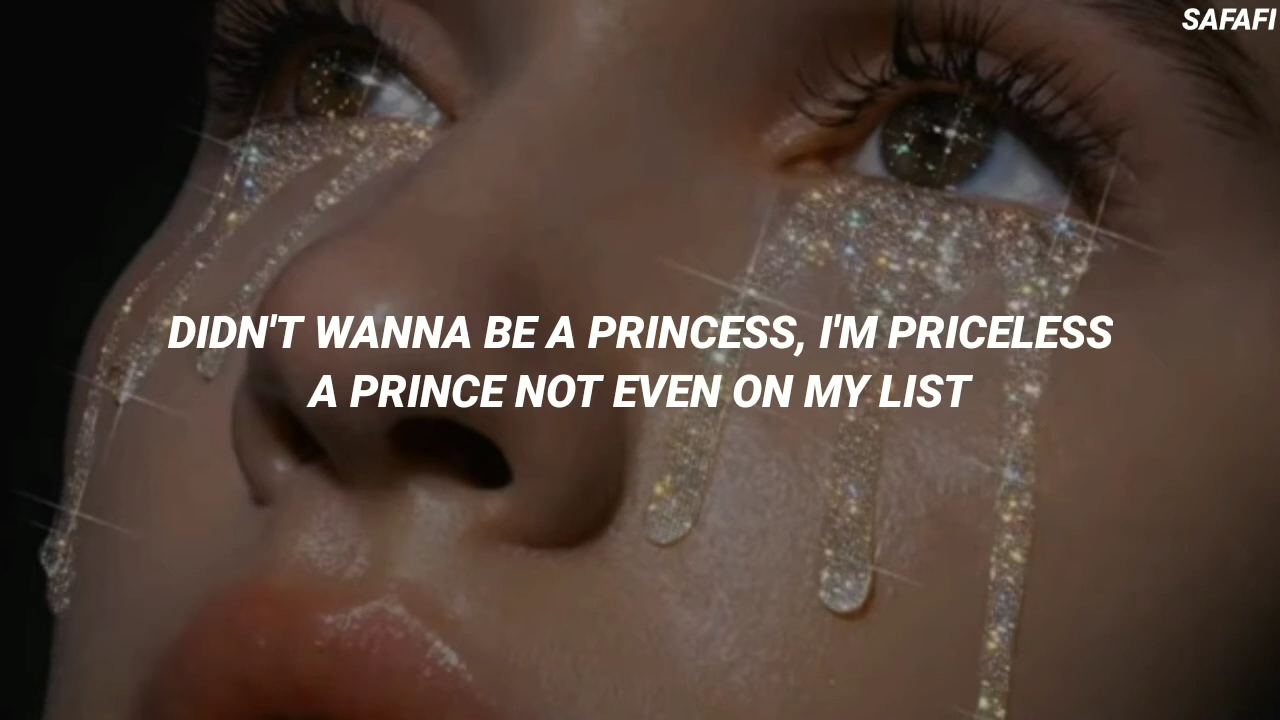 SAFAFI
DIDN'T WANNA BE A PRINCESS, I'M PRICELESS
A PRINCE NOT EVEN ON MY LIST